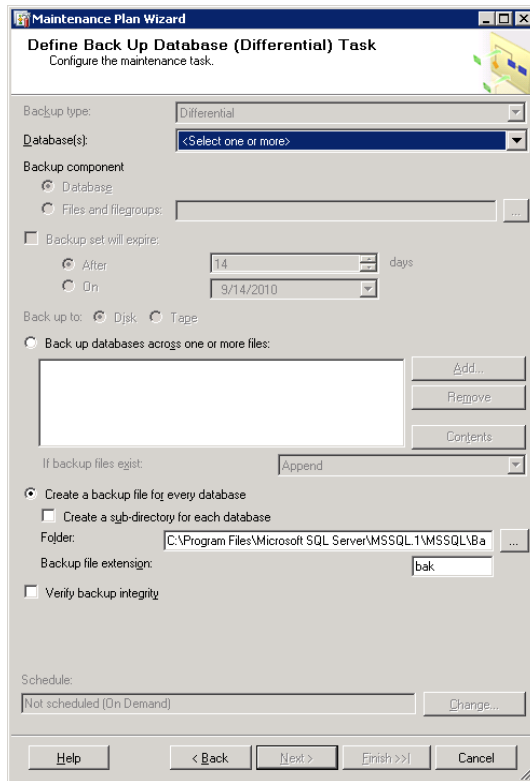 Maintenance Plan Wizard
Define Back Up Database (Differential) Task
Configure the maintenance task.
Backup type: Differential
Database(s): <Select one or more>
Backup component
Database
Files and filegroups: ...
Backup set will expire:
After 14 days
On 9/14/2010
Back up to: Disk Tape
Back up databases across one or more files:
Add...
Remove
Contents
If backup files exist: Append
Create a backup file for every database
Create a sub-directory for each database
Folder: C:\Program Files\Microsoft SQL Server\MSSQL.1\MSSQL\Ba ...
Backup file extension: bak
Verify backup integrity
Schedule:
Not scheduled (On Demand) Change...
Help < Back Next > Finish >>| Cancel